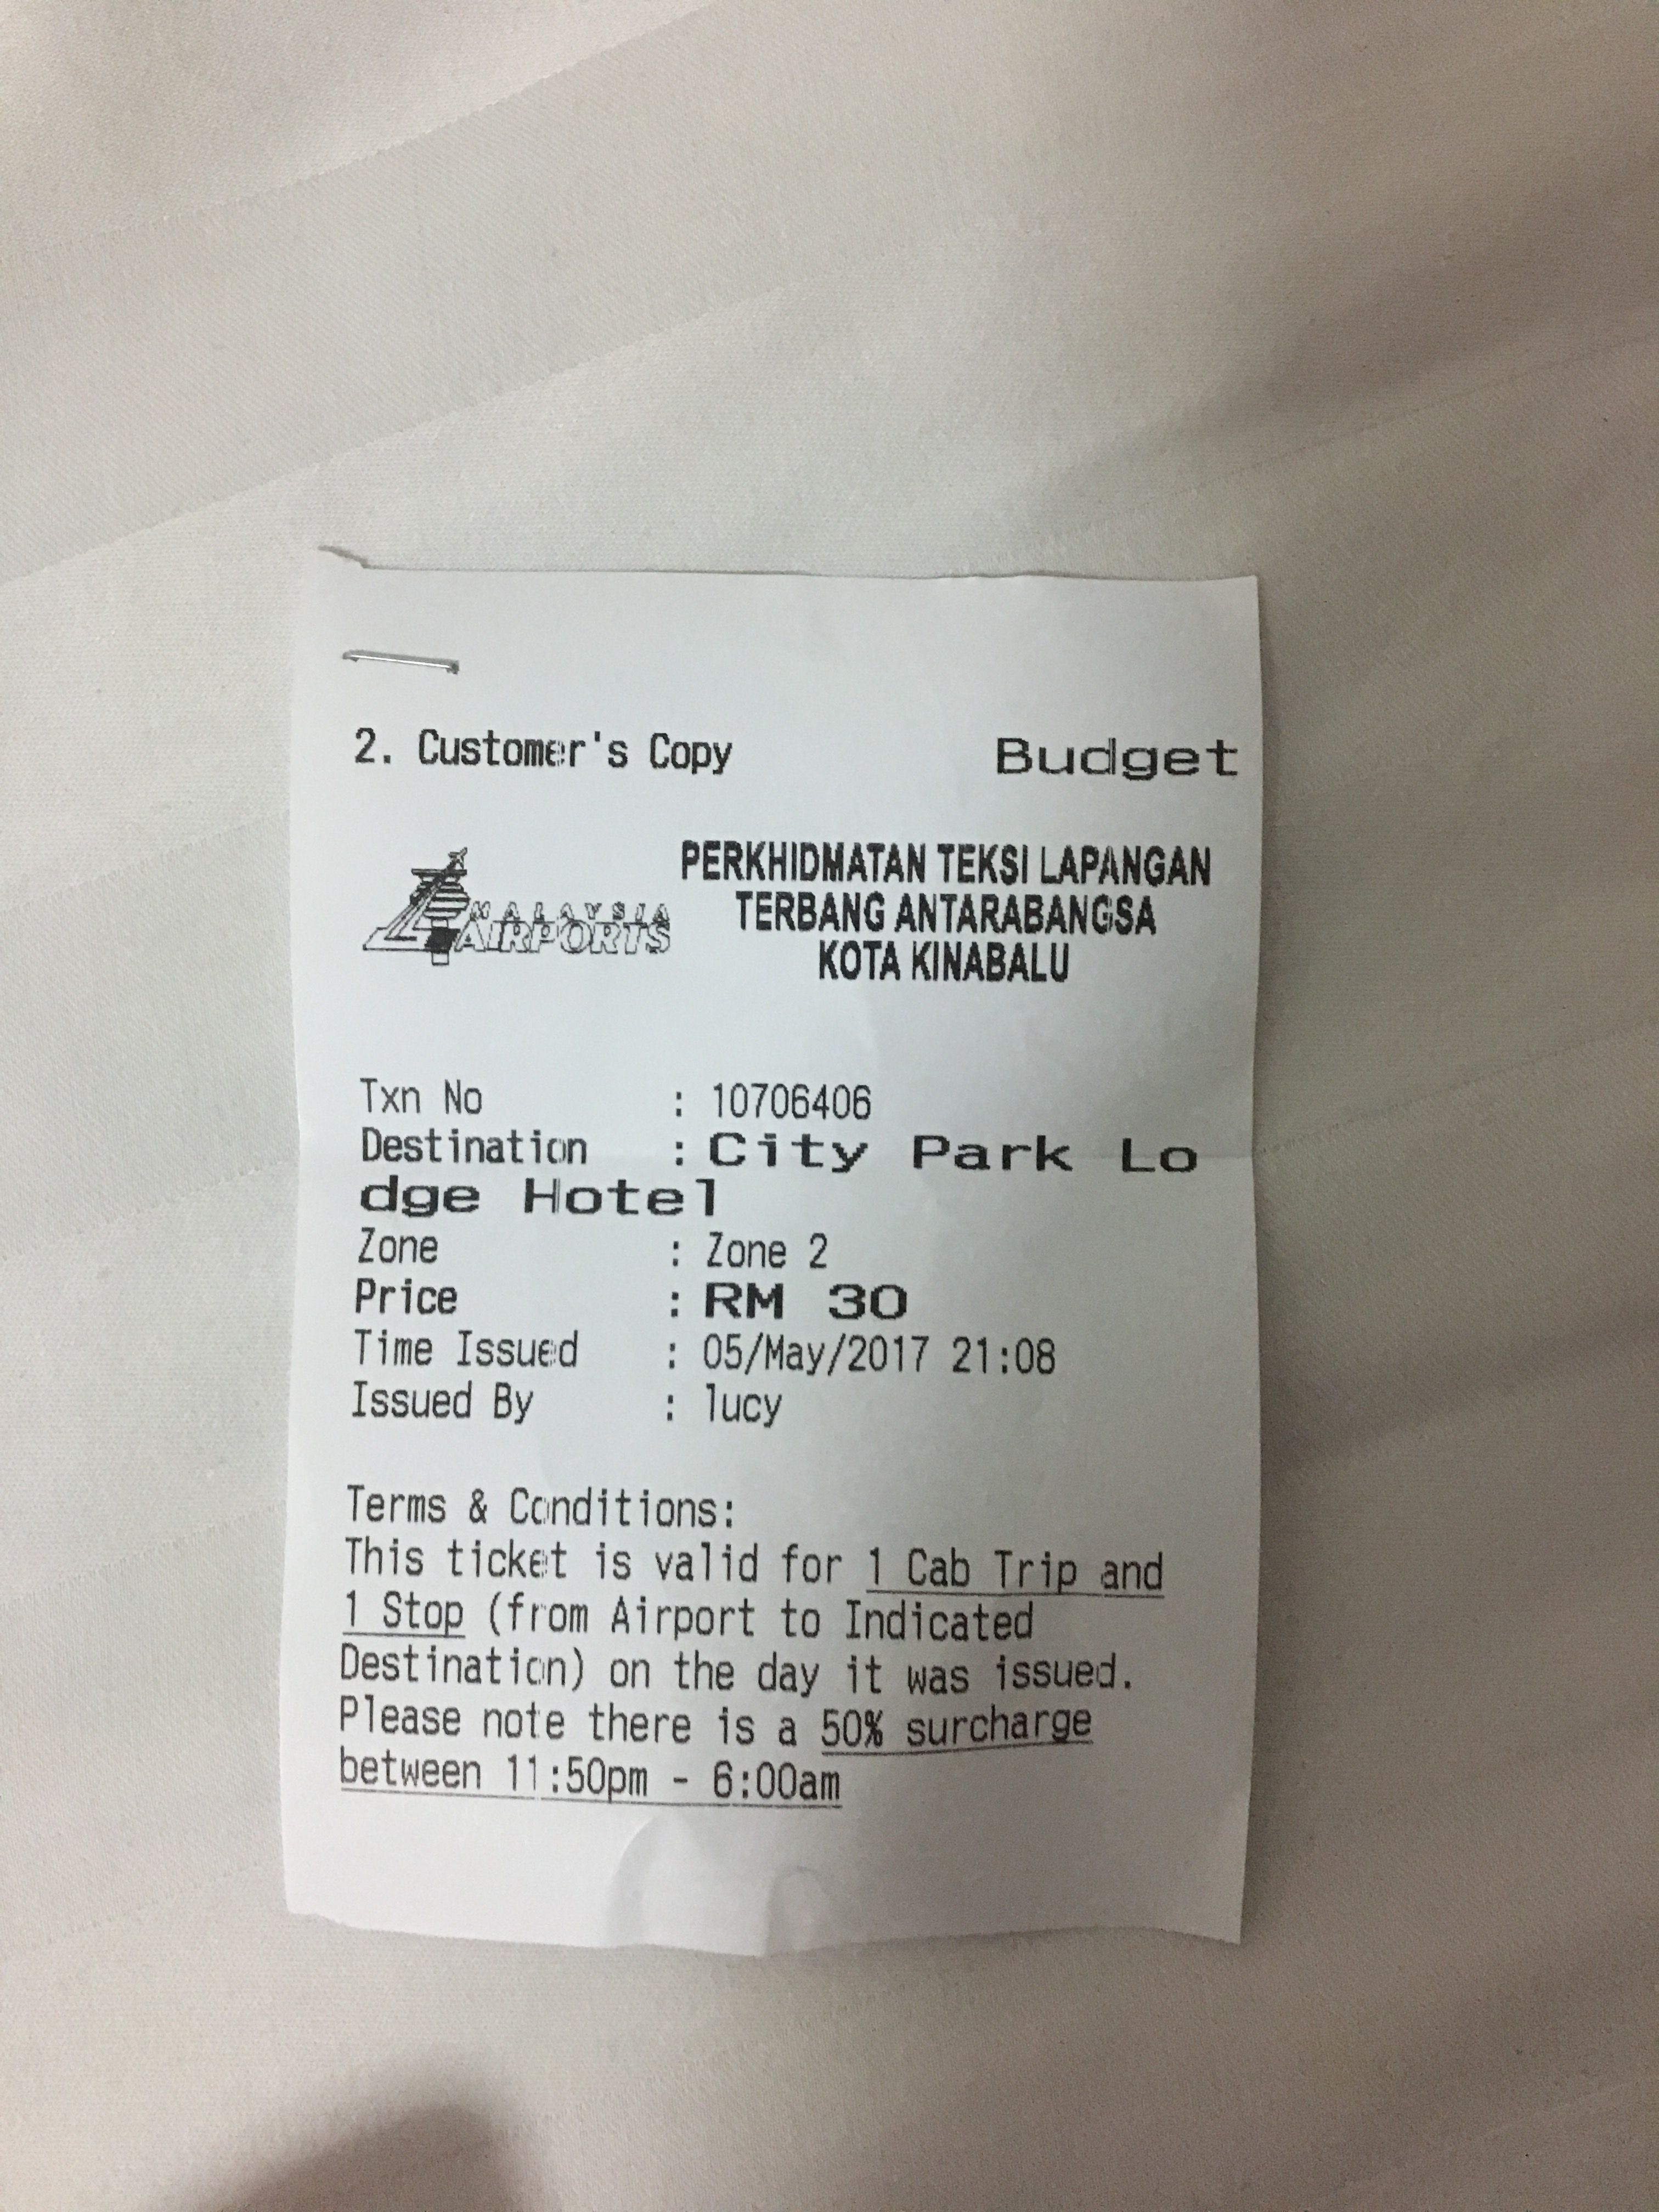 2. Customer's Copy Budget
MALAYSIA
AIRPORTS
PERKHIDMATAN TEKSI LAPANGAN
TERBANG ANTARABANGSA
KOTA KINABALU
Txn No : 10706406
Destination : City Park Lo
dge Hotel
Zone : Zone 2
Price : RM 30
Time Issued : 05/May/2017 21:08
Issued By : lucy
Terms & Conditions:
This ticket is valid for 1 Cab Trip and
1 Stop (from Airport to Indicated
Destination) on the day it was issued.
Please note there is a 50% surcharge
between 11:50pm - 6:00am